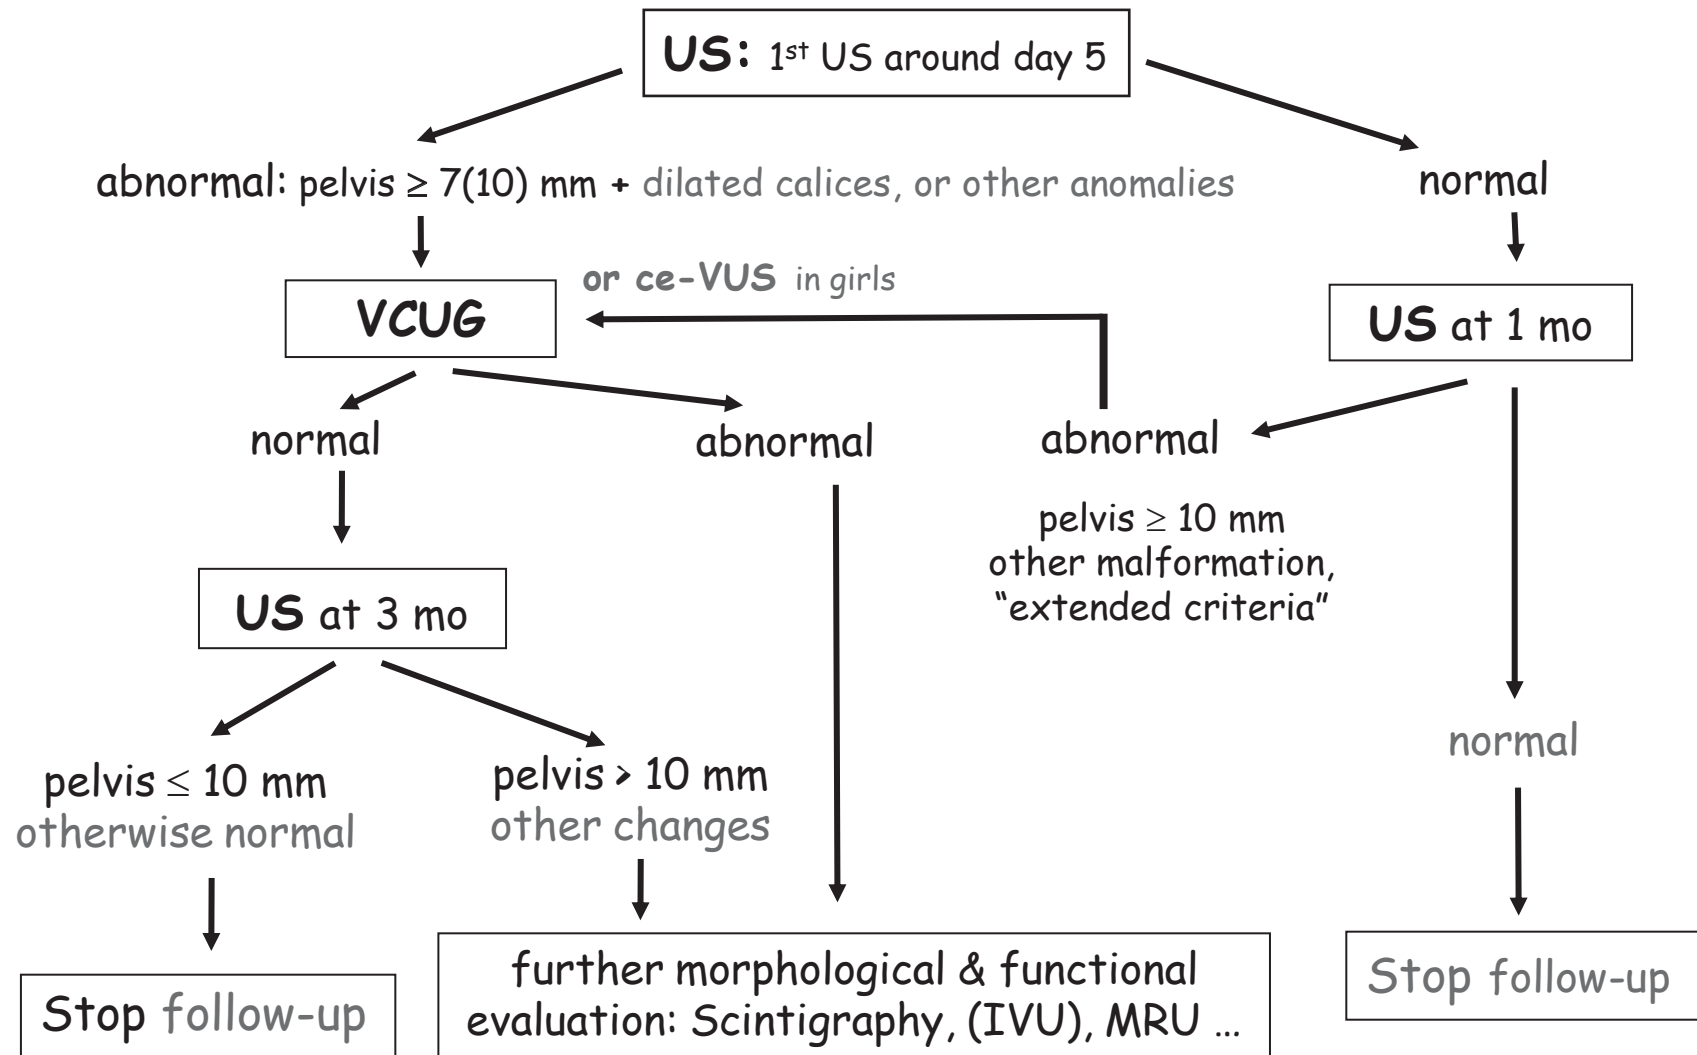 US: 1st US around day 5
abnormal: pelvis ≥ 7(10) mm + dilated calices, or other anomalies
normal
or ce-VUS in girls
VCUG
US at 1 mo
normal
abnormal
abnormal
pelvis ≥ 10 mm
other malformation,
“extended criteria”
US at 3 mo
normal
pelvis ≤ 10 mm
otherwise normal
pelvis > 10 mm
other changes
Stop follow-up
further morphological & functional
evaluation: Scintigraphy, (IVU), MRU ...
Stop follow-up